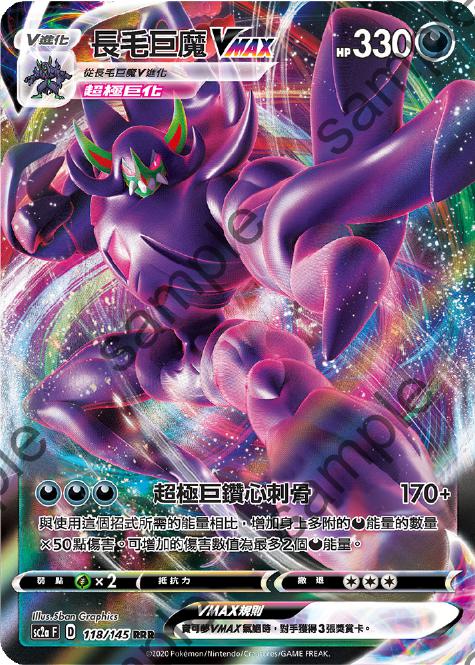 V進化
長毛巨魔VMAX
HP 330
從長毛巨魔V進化
超極巨化
sample
sample
sample
sample
sample
sample
超極巨鑽心刺骨 170+
與使用這個招式所需的能量相比，增加身上多附的能量的數量
×50點傷害。可增加的傷害數值為最多2個能量。
弱點 ×2 抵抗力 撤退
Illus.5ban Graphics
VMAX規則
sc2a F D 118/145 RRR
寶可夢VMAX氣絕時，對手獲得3張獎賞卡。
©2020 Pokémon/Nintendo/Creatures/GAME FREAK.